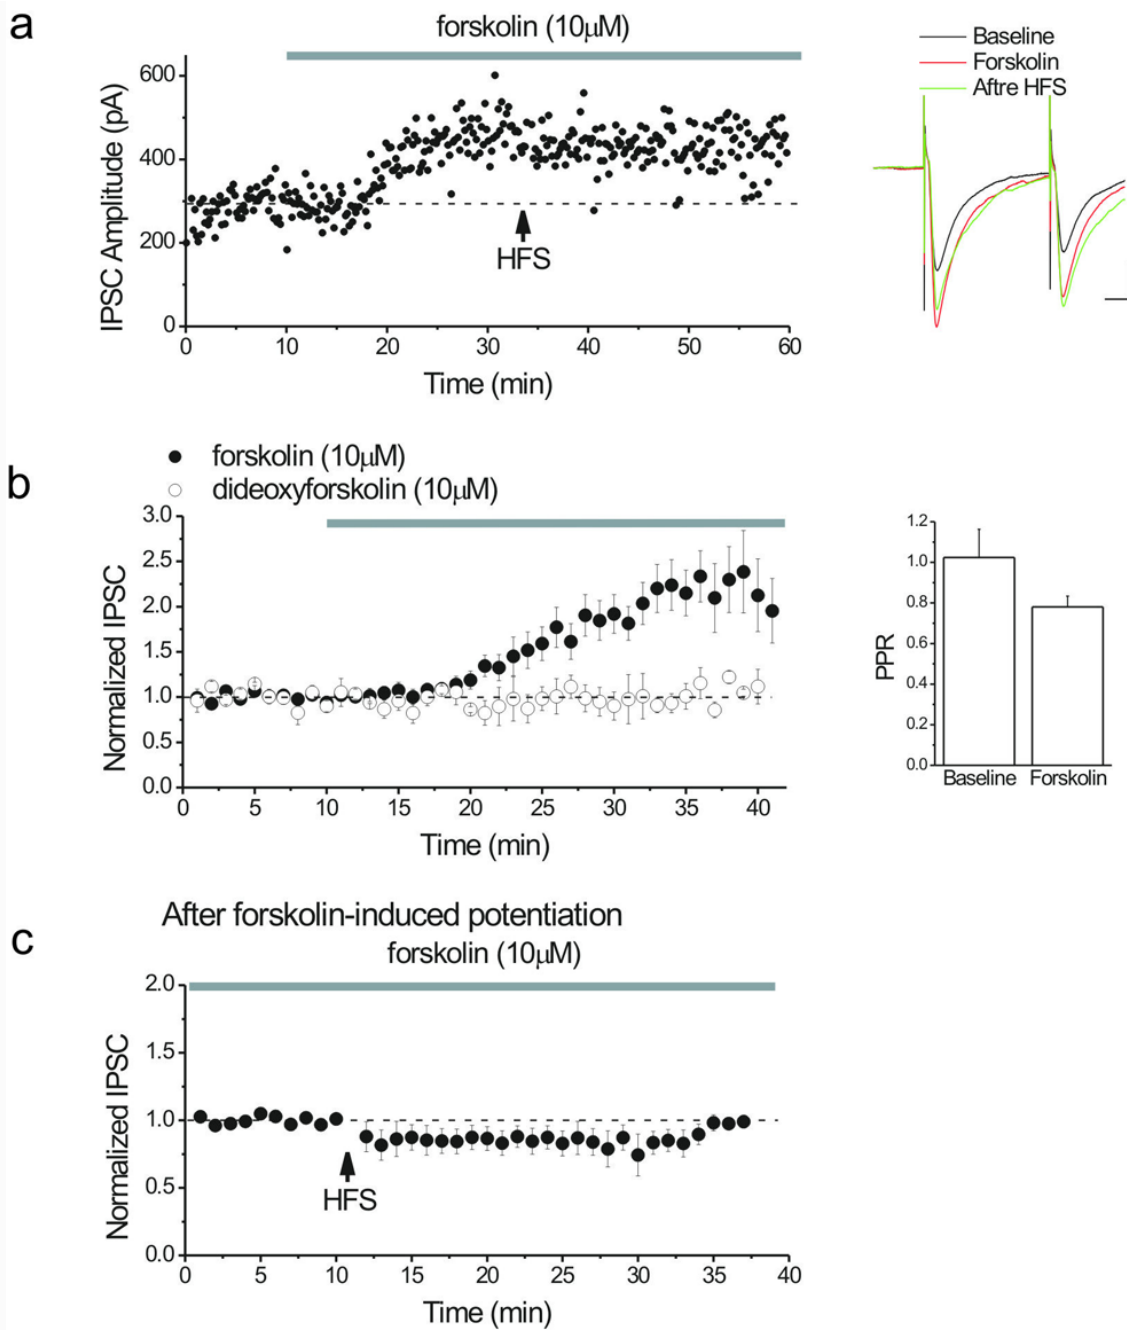 a
forskolin (10μM)
Baseline
Forskolin
Aftre HFS
IPSC Amplitude (pA)
600
400
200
0
HFS
0 10 20 30 40 50 60
Time (min)
b
forskolin (10μM)
dideoxyforskolin (10μM)
Normalized IPSC
3.0
2.5
2.0
1.5
1.0
0.5
0.0
0 5 10 15 20 25 30 35 40
Time (min)
PPR
1.2
1.0
0.8
0.6
0.4
0.2
0.0
Baseline Forskolin
After forskolin-induced potentiation
c
forskolin (10μM)
Normalized IPSC
2.0
1.5
1.0
0.5
0.0
HFS
0 5 10 15 20 25 30 35 40
Time (min)